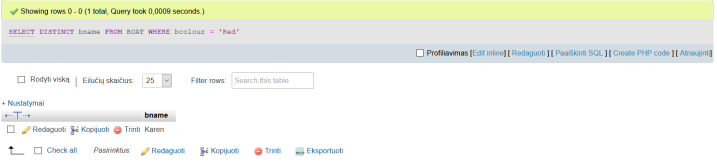 Showing rows 0 - 0 (1 total, Query took 0,0009 seconds.)
SELECT DISTINCT bname FROM BOAT WHERE bcolour = 'Red'
Profiliavimas [Edit inline] [ Redaguoti ] [ Paaiškinti SQL ] [ Create PHP code ] [ Atnaujinti]
Rodyti viską | Eilučių skaičius: 25 Filter rows: Search this table
+ Nustatymai
←T→ bname
Redaguoti Kopijuoti Trinti Karen
Check all Pasirinktus: Redaguoti Kopijuoti Trinti Eksportuoti